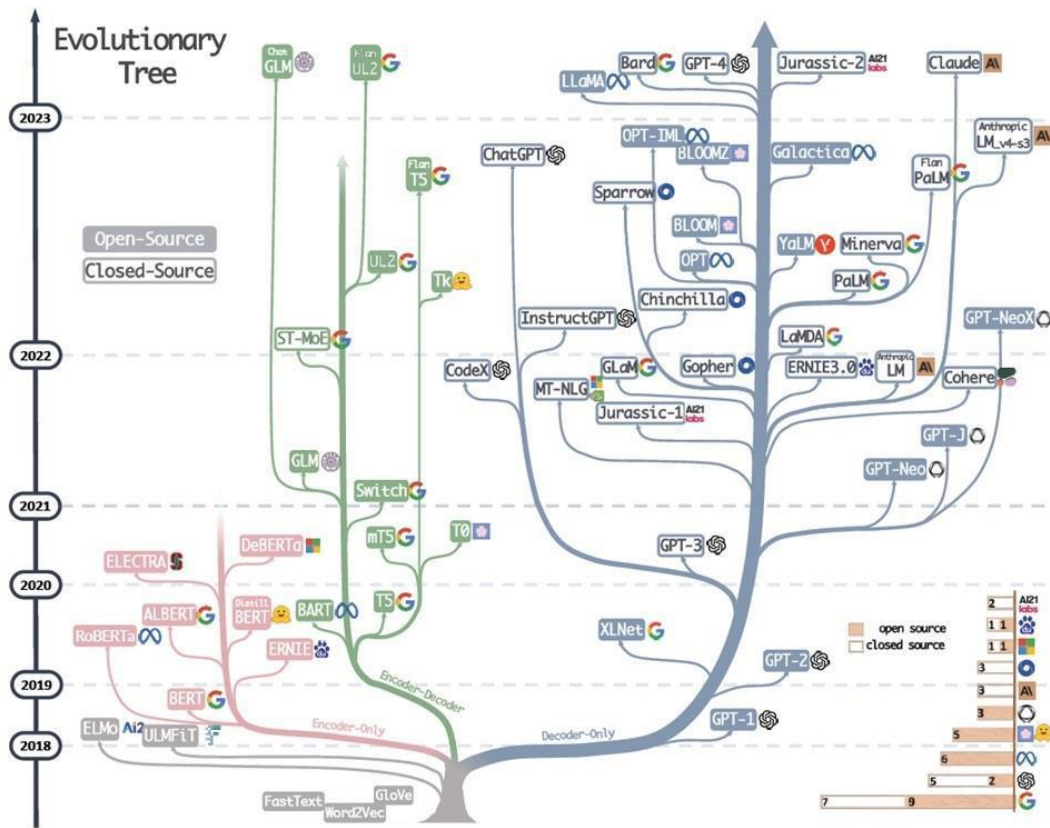 Evolutionary
Tree
2023
2022
2021
2020
2019
2018
Open-Source
Closed-Source
Chat
GLM
Flan
UL2
Flan
T5
UL2
Tk
ST-MoE
GLM
Switch
mT5
T0
DeBERTa
ELECTRA
ALBERT
Distill
BERT
BART
T5
RoBERTa
ERNIE
BERT
ELMo
AI2
ULMFiT
Encoder-Only
Encoder-Decoder
Decoder-Only
FastText
Word2Vec
GloVe
LLaMA
Bard
GPT-4
Jurassic-2
AI21
labs
Claude
Anthropic
LM_v4-s3
ChatGPT
OPT-IML
BLOOMZ
Galactica
Flan
PaLM
Sparrow
BLOOM
OPT
YaLM
Y
Minerva
PaLM
Chinchilla
InstructGPT
GPT-NeoX
CodeX
LaMDA
GLaM
Gopher
ERNIE3.0
Anthropic
LM
Cohere
MT-NLG
Jurassic-1
AI21
labs
GPT-J
GPT-Neo
GPT-3
XLNet
GPT-2
GPT-1
open source
closed source
2
AI21
labs
1 1
1 1
3
3
3
5
6
5 2
7 9